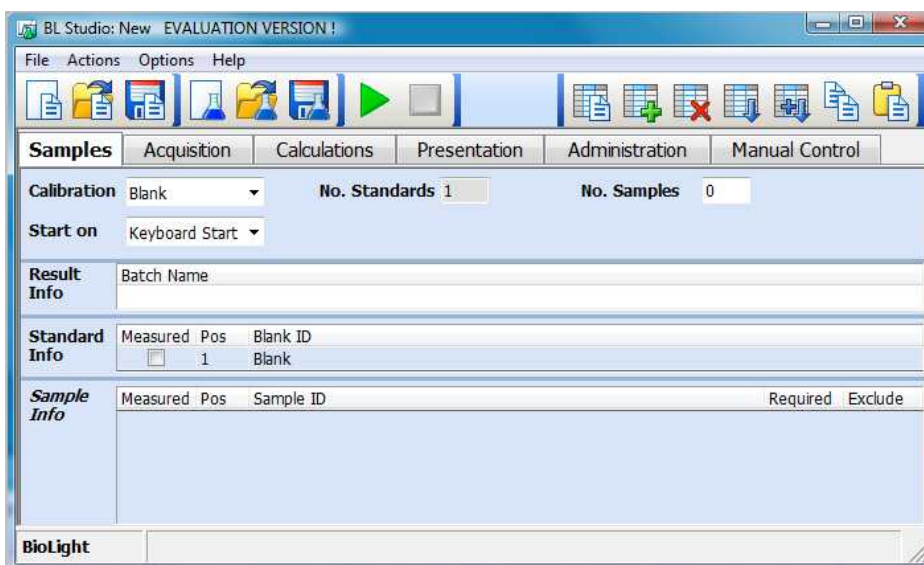 BL Studio: New EVALUATION VERSION !
File Actions Options Help
Samples Acquisition Calculations Presentation Administration Manual Control
Calibration Blank No. Standards 1 No. Samples 0
Start on Keyboard Start
Result Info Batch Name
Standard Info Measured Pos Blank ID
1 Blank
Sample Info Measured Pos Sample ID Required Exclude
BioLight